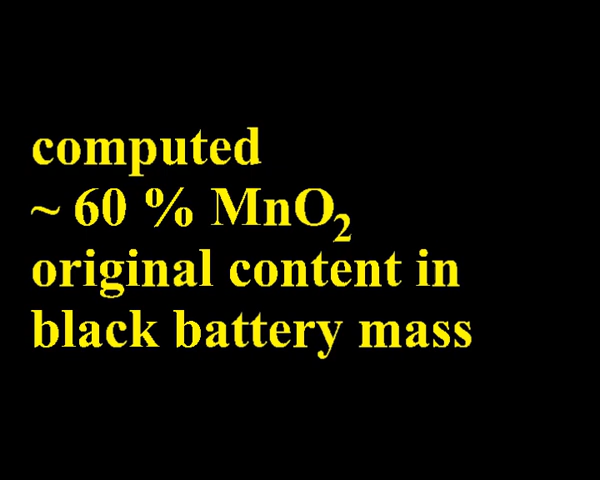 computed
~ 60 % MnO₂
original content in
black battery mass